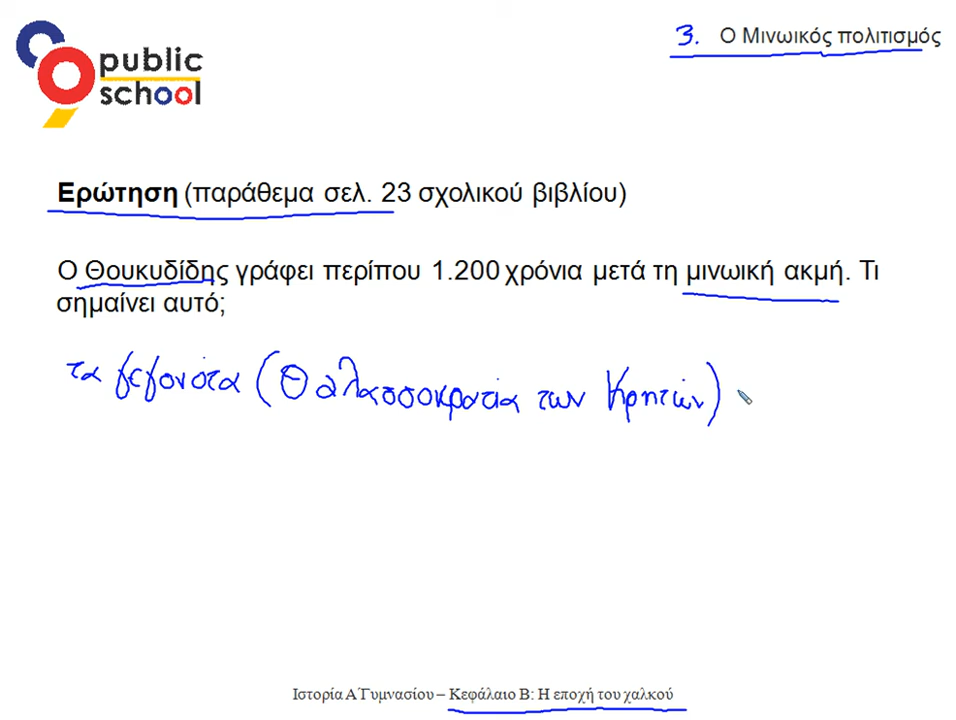 public
school
3. Ο Μινωικός πολιτισμός
Ερώτηση (παράθεμα σελ. 23 σχολικού βιβλίου)
Ο Θουκυδίδης γράφει περίπου 1.200 χρόνια μετά τη μινωική ακμή. Τι
σημαίνει αυτό;
τα γεγονότα (Θαλασσοκρατία των Κρητών)
Ιστορία Α΄Γυμνασίου – Κεφάλαιο Β: Η εποχή του χαλκού